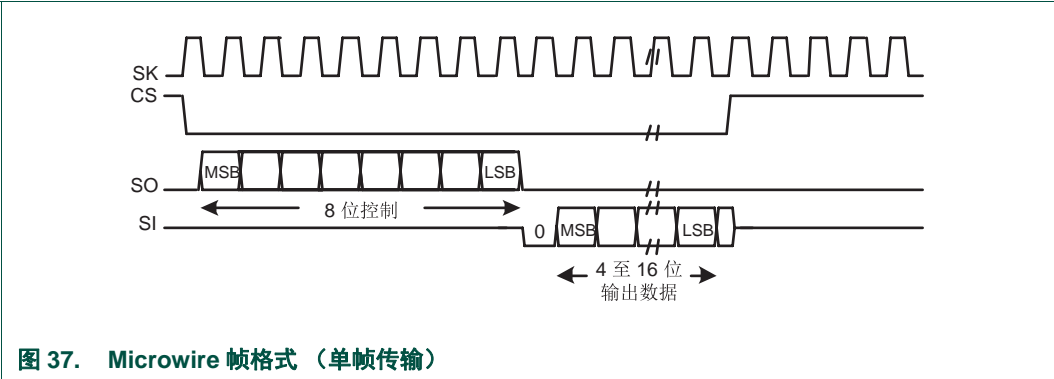 SK
CS
SO
MSB
LSB
8 位控制
SI
0
MSB
LSB
4 至 16 位
输出数据
图 37. Microwire 帧格式 （单帧传输）